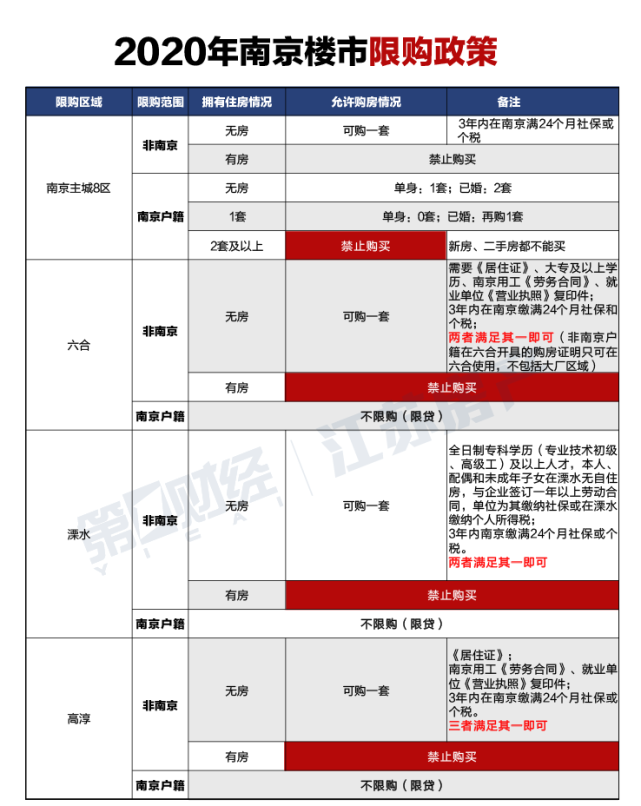 2020年南京楼市限购政策
限购区域 限购范围 拥有住房情况 允许购房情况 备注
南京主城8区
非南京
无房 可购一套
3年内在南京满24个月社保或
个税
有房 禁止购买
南京户籍
无房 单身：1套；已婚：2套
1套 单身：0套；已婚：再购1套
2套及以上 禁止购买 新房、二手房都不能买
六合
非南京
无房 可购一套
需要《居住证》、大专及以上学
历、南京用工《劳务合同》、就
业单位《营业执照》复印件；
3年内在南京缴满24个月社保和
个税；
两者满足其一即可（非南京户
籍在六合开具的购房证明只可在
六合使用，不包括大厂区域）
有房 禁止购买
南京户籍 不限购（限贷）
溧水
非南京
无房 可购一套
全日制专科学历（专业技术初级
、高级工）及以上人才，本人、
配偶和未成年子女在溧水无自住
房，与企业签订一年以上劳动合
同，单位为其缴纳社保或在溧水
缴纳个人所得税；
3年内南京缴满24个月社保或个
税。
两者满足其一即可
有房 禁止购买
南京户籍 不限购（限贷）
高淳
非南京
无房 可购一套
《居住证》；
南京用工《劳务合同》、就业单
位《营业执照》复印件；
3年内在南京缴满24个月社保或
个税。
三者满足其一即可
有房 禁止购买
南京户籍 不限购（限贷）
第一财经
YICAI
江苏房产